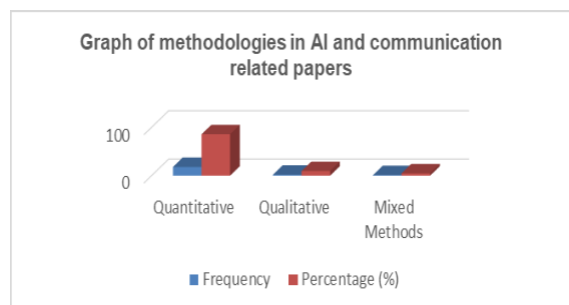 Graph of methodologies in AI and communication
related papers
100
0
Quantitative
Qualitative
Mixed
Methods
Frequency
Percentage (%)